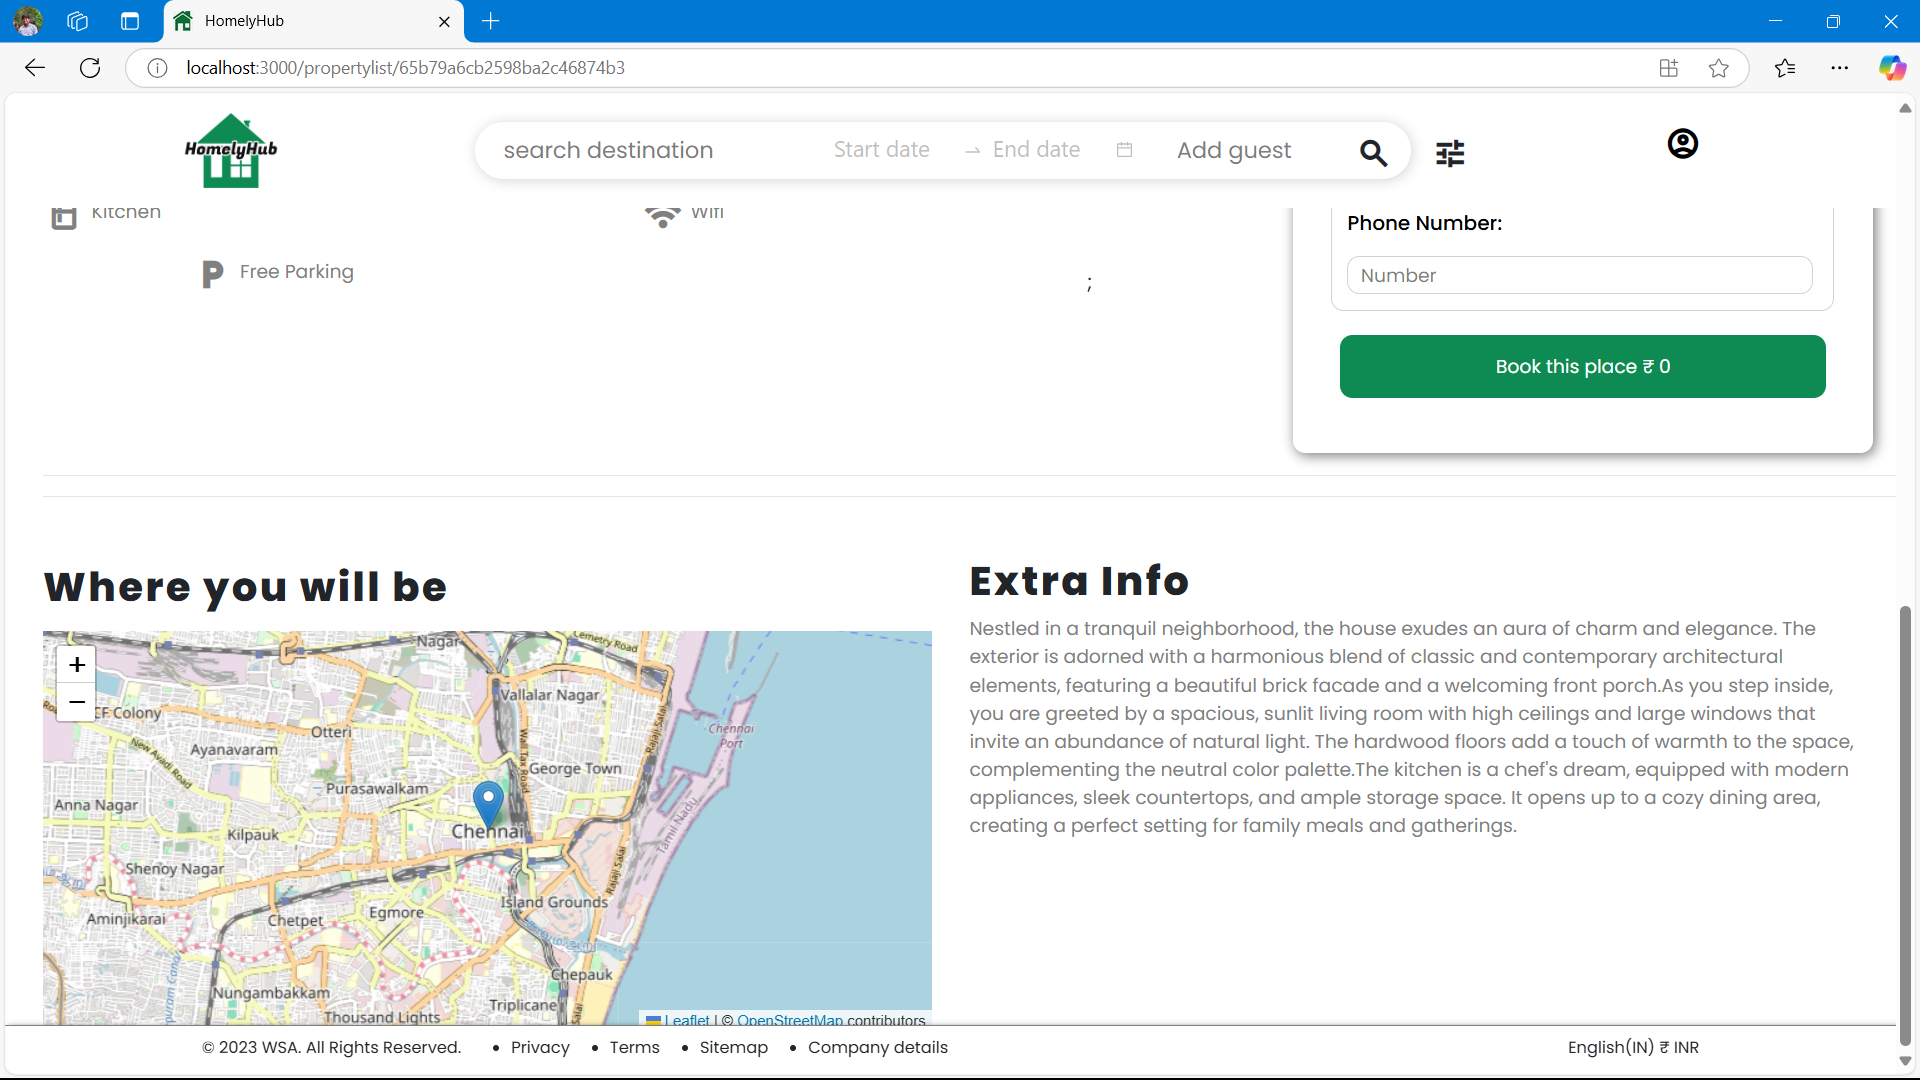 HomelyHub
localhost:3000/propertylist/65b79a6cb2598ba2c46874b3
HomelyHub
search destination
Start date
End date
Add guest
Kitchen
Wifi
Free Parking
;
Phone Number:
Number
Book this place ₹ 0
Where you will be
Extra Info
Nestled in a tranquil neighborhood, the house exudes an aura of charm and elegance. The
exterior is adorned with a harmonious blend of classic and contemporary architectural
elements, featuring a beautiful brick facade and a welcoming front porch.As you step inside,
you are greeted by a spacious, sunlit living room with high ceilings and large windows that
invite an abundance of natural light. The hardwood floors add a touch of warmth to the space,
complementing the neutral color palette.The kitchen is a chef's dream, equipped with modern
appliances, sleek countertops, and ample storage space. It opens up to a cozy dining area,
creating a perfect setting for family meals and gatherings.
+
−
Nagar
Cemetry Road
Vallalar Nagar
CF Colony
Otteri
New Avadi Road
Ayanavaram
Wall Tax Road
Rajaji Salai
Chennai
Port
George Town
Purasawalkam
Anna Nagar
Tamil Nadu
Kilpauk
Chennai
Shenoy Nagar
Rajaji Salai
Island Grounds
Egmore
Aminjikarai
Chetpet
Chepauk
Nungambakkam
Triplicane
Thousand Lights
Leaflet | © OpenStreetMap contributors
© 2023 WSA. All Rights Reserved.
• Privacy
• Terms
• Sitemap
• Company details
English(IN) ₹ INR